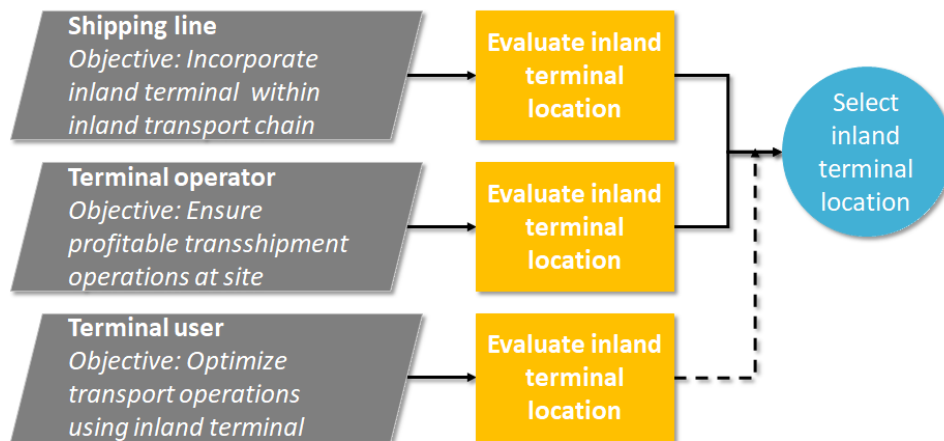 Shipping line
Objective: Incorporate
inland terminal within
inland transport chain
Evaluate inland
terminal
location
Terminal operator
Objective: Ensure
profitable transshipment
operations at site
Evaluate inland
terminal
location
Terminal user
Objective: Optimize
transport operations
using inland terminal
Evaluate inland
terminal
location
Select
inland
terminal
location